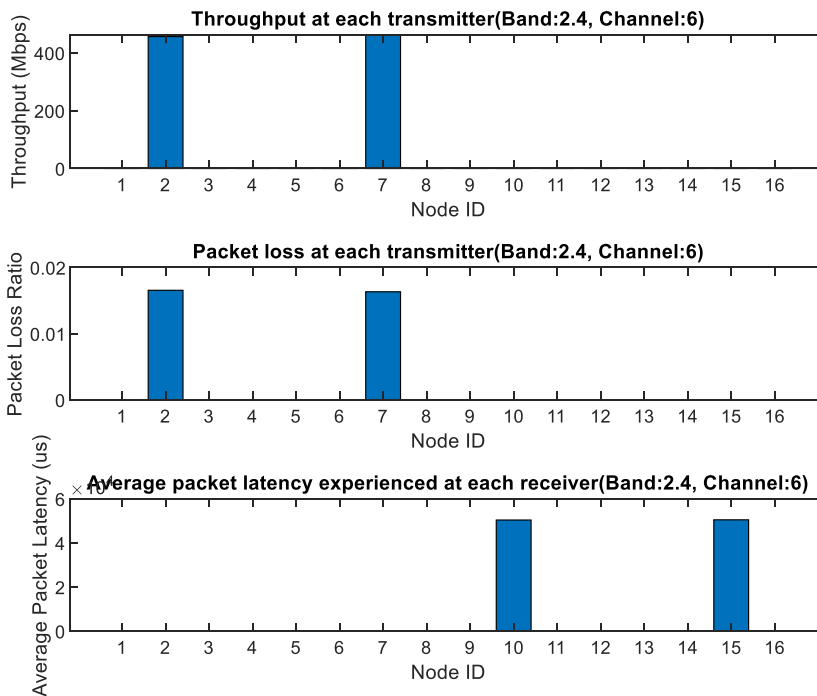 Throughput at each transmitter(Band:2.4, Channel:6)
Throughput (Mbps)
400
200
0
1 2 3 4 5 6 7 8 9 10 11 12 13 14 15 16
Node ID
Packet loss at each transmitter(Band:2.4, Channel:6)
Packet Loss Ratio
0.02
0.01
0
1 2 3 4 5 6 7 8 9 10 11 12 13 14 15 16
Node ID
Average packet latency experienced at each receiver(Band:2.4, Channel:6)
Average Packet Latency (us)
6
4
2
0
1 2 3 4 5 6 7 8 9 10 11 12 13 14 15 16
Node ID